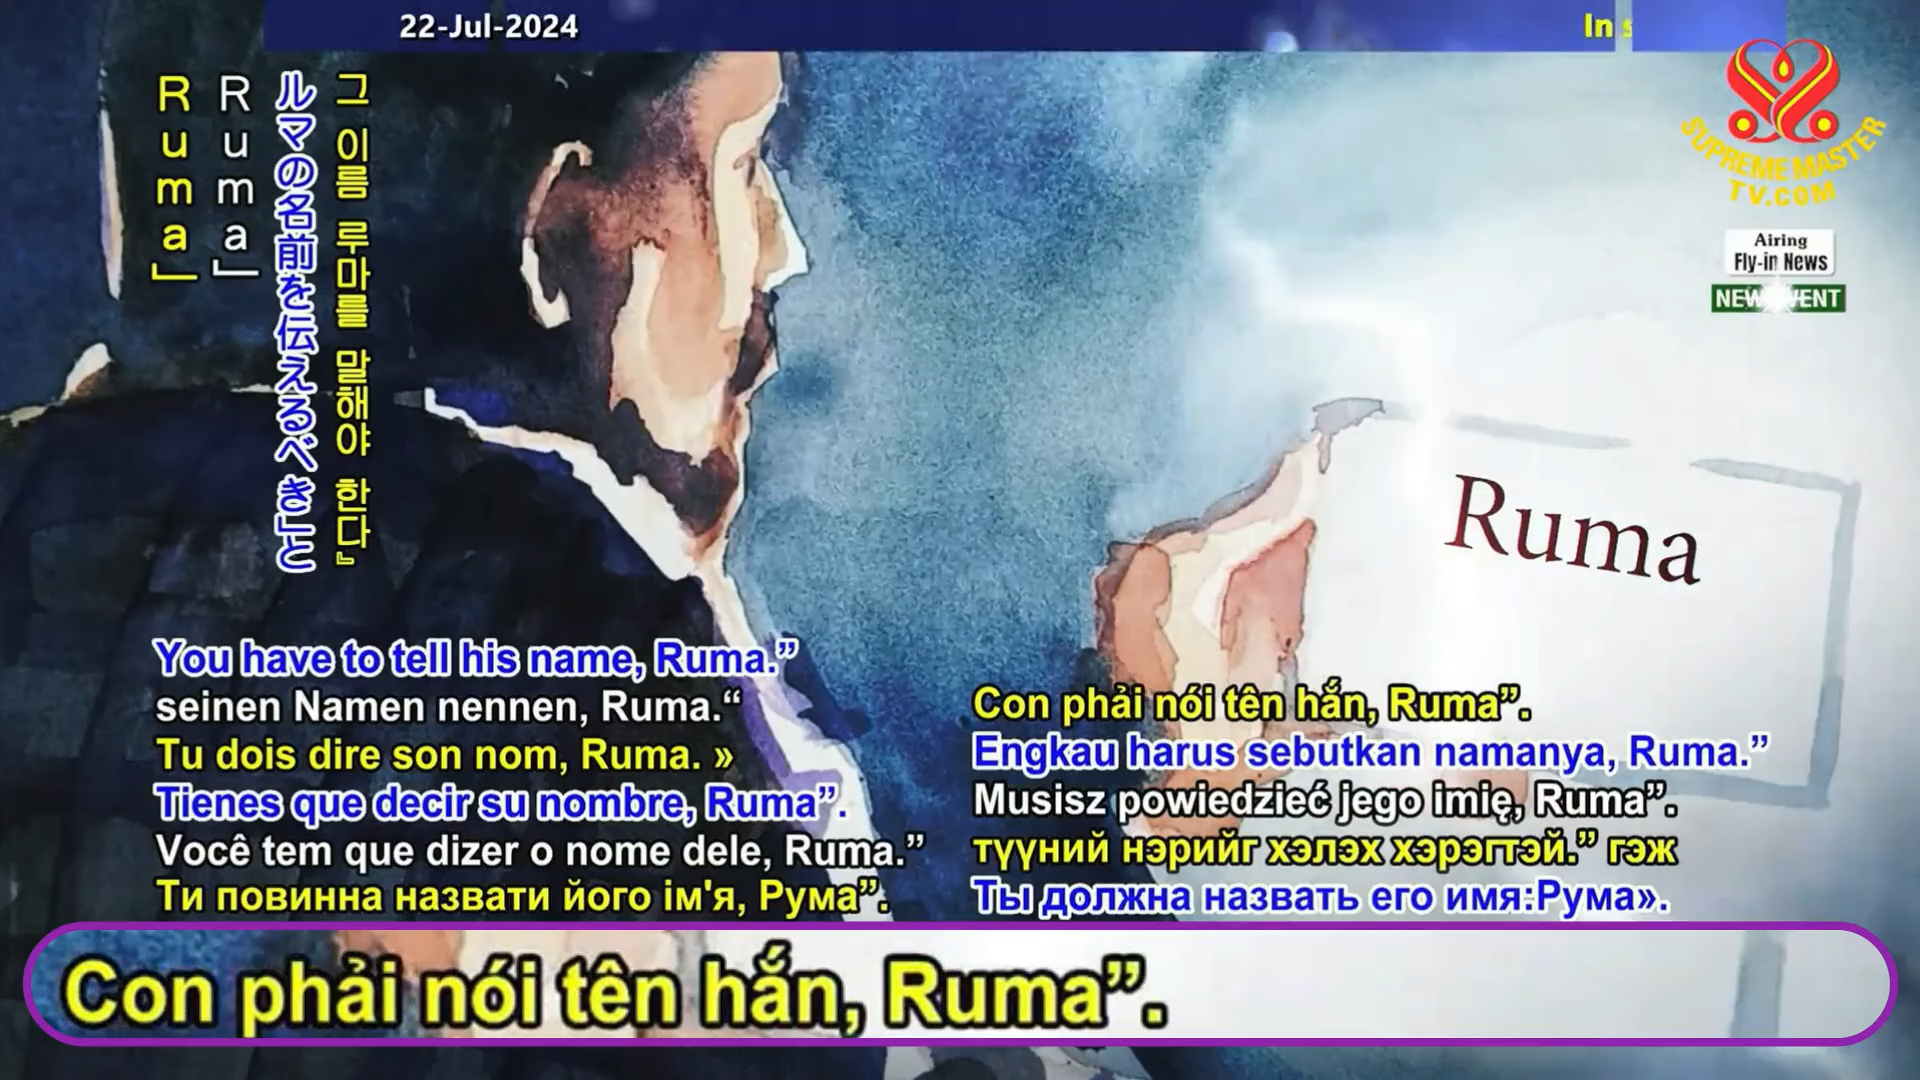 22-Jul-2024
In
SUPREME MASTER
TV.COM
Airing
Fly-in News
그 이름 루마를 말해야 한다』
ルマの名前を伝えるべき」と
Ruma」
Ruma」
Ruma
You have to tell his name, Ruma.”
seinen Namen nennen, Ruma.“
Tu dois dire son nom, Ruma. »
Tienes que decir su nombre, Ruma”.
Você tem que dizer o nome dele, Ruma.”
Ти повинна назвати його ім'я, Рума”.
Con phải nói tên hắn, Ruma”.
Engkau harus sebutkan namanya, Ruma.”
Musisz powiedzieć jego imię, Ruma”.
түүний нэрийг хэлэх хэрэгтэй.” гэж
Ты должна назвать его имя:Рума».
Con phải nói tên hắn, Ruma”.